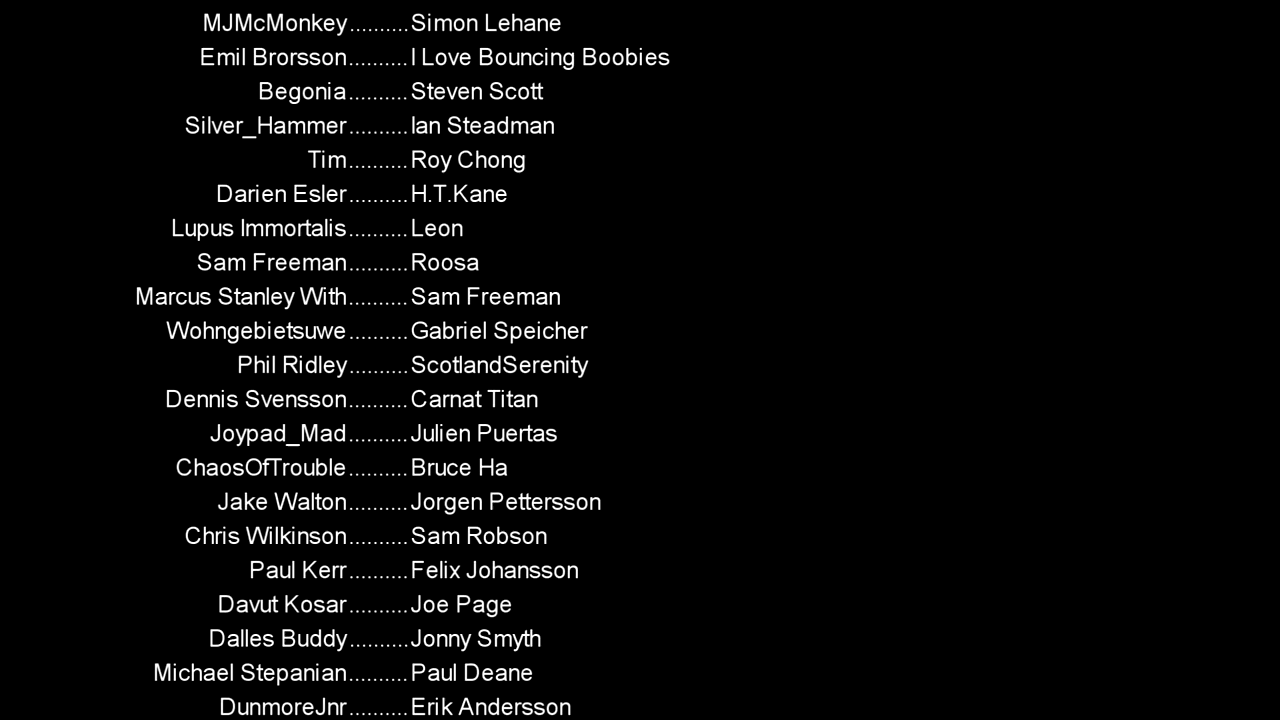 MJMcMonkey..........Simon Lehane
Emil Brorsson..........I Love Bouncing Boobies
Begonia..........Steven Scott
Silver_Hammer..........Ian Steadman
Tim..........Roy Chong
Darien Esler..........H.T.Kane
Lupus Immortalis..........Leon
Sam Freeman..........Roosa
Marcus Stanley With..........Sam Freeman
Wohngebietsuwe..........Gabriel Speicher
Phil Ridley..........ScotlandSerenity
Dennis Svensson..........Carnat Titan
Joypad_Mad..........Julien Puertas
ChaosOfTrouble..........Bruce Ha
Jake Walton..........Jorgen Pettersson
Chris Wilkinson..........Sam Robson
Paul Kerr..........Felix Johansson
Davut Kosar..........Joe Page
Dalles Buddy..........Jonny Smyth
Michael Stepanian..........Paul Deane
DunmoreJnr..........Erik Andersson